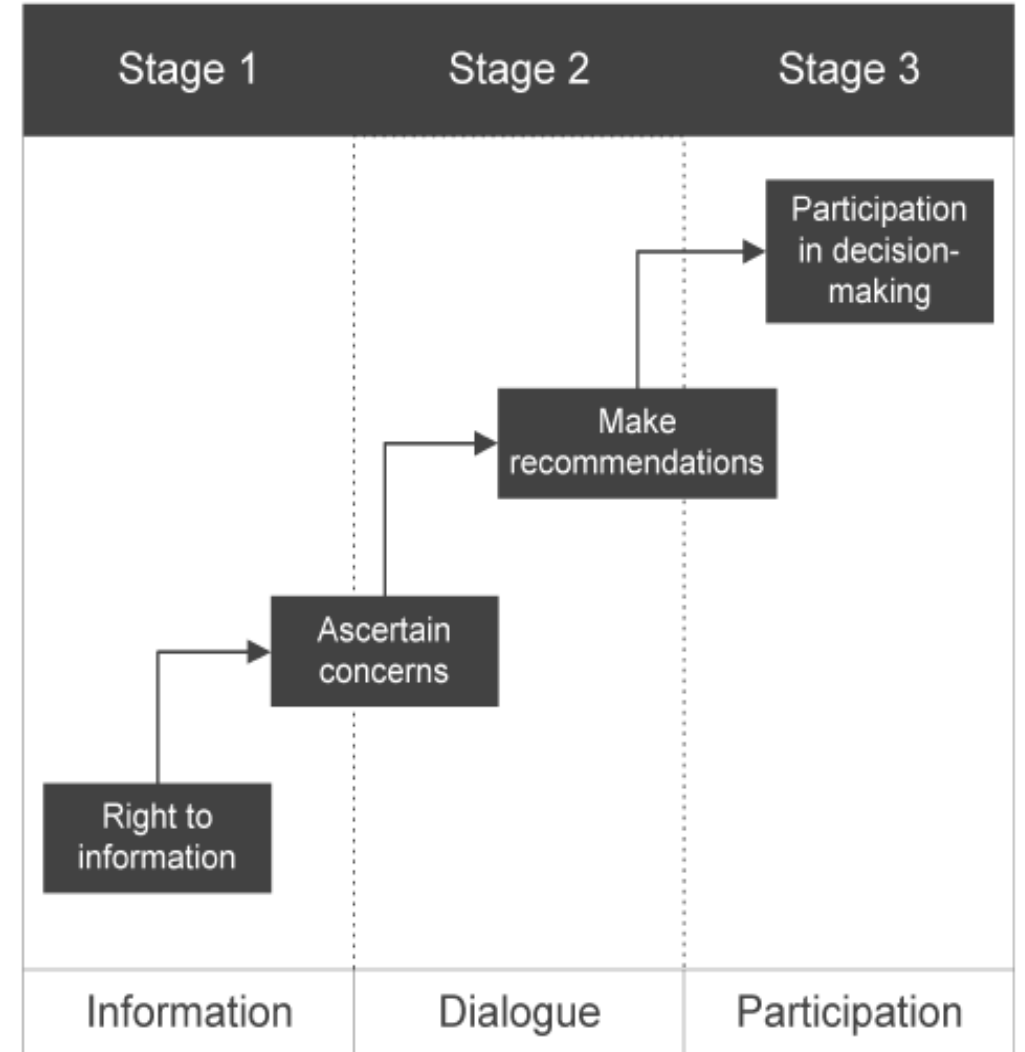 Stage 1 Stage 2 Stage 3
Participation
in decision-
making
Make
recommendations
Ascertain
concerns
Right to
information
Information Dialogue Participation